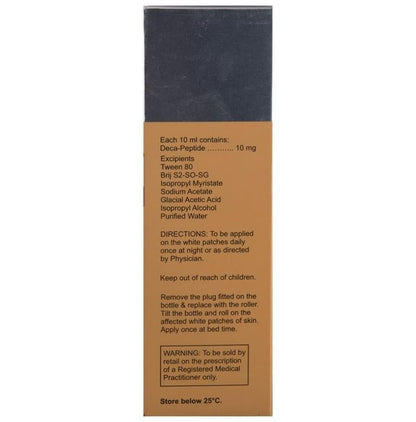 Each 10 ml contains:
Deca-Peptide ........... 10 mg
Excipients
Tween 80
Brij S2-SO-SG
Isopropyl Myristate
Sodium Acetate
Glacial Acetic Acid
Isopropyl Alcohol
Purified Water
DIRECTIONS: To be applied
on the white patches daily
once at night or as directed
by Physician.
Keep out of reach of children.
Remove the plug fitted on the
bottle & replace with the roller.
Tilt the bottle and roll on the
affected white patches of skin.
Apply once at bed time.
WARNING: To be sold by
retail on the prescription
of a Registered Medical
Practitioner only.
Store below 25°C.